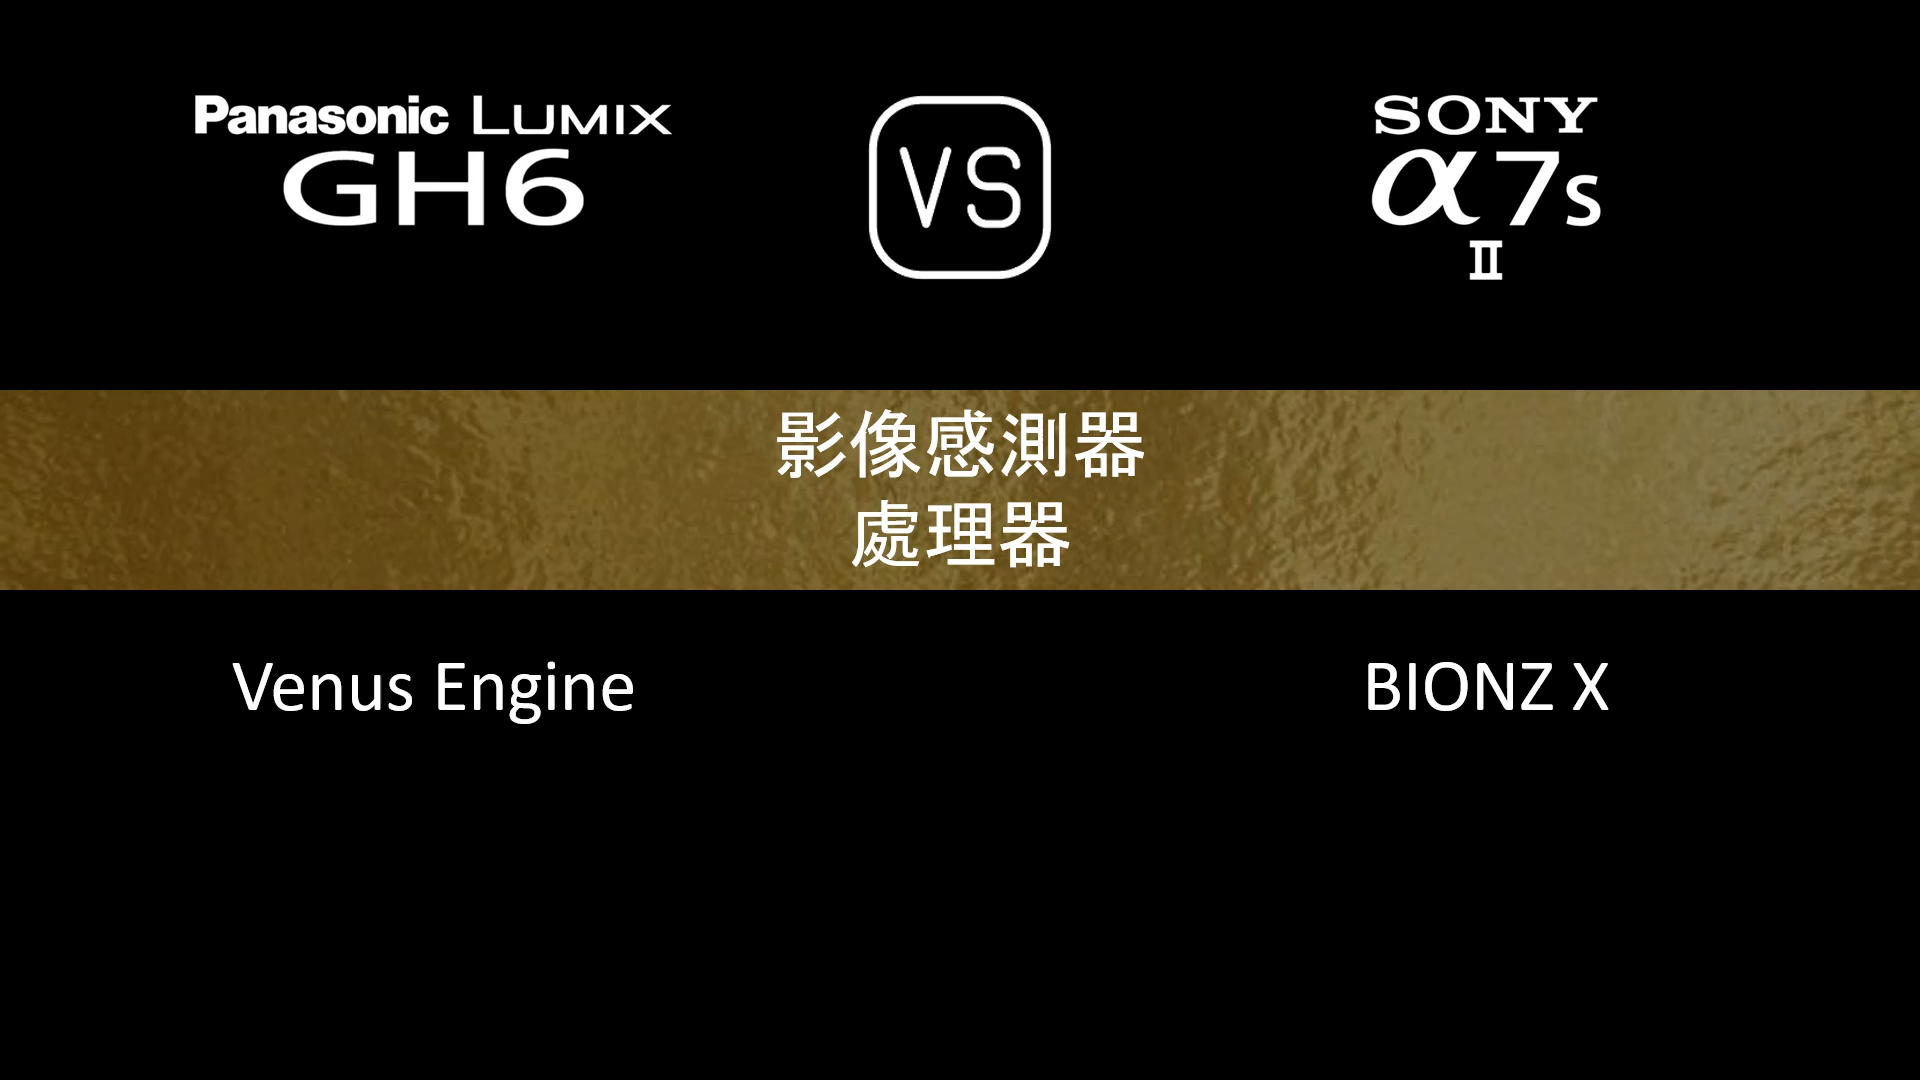 Panasonic LUMIX
GH6
VS
SONY
α7s
II
影像感測器
處理器
Venus Engine
BIONZ X